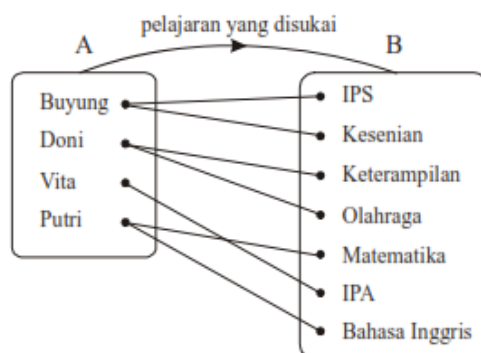 pelajaran yang disukai
A
B
Buyung
Doni
Vita
Putri
IPS
Kesenian
Keterampilan
Olahraga
Matematika
IPA
Bahasa Inggris